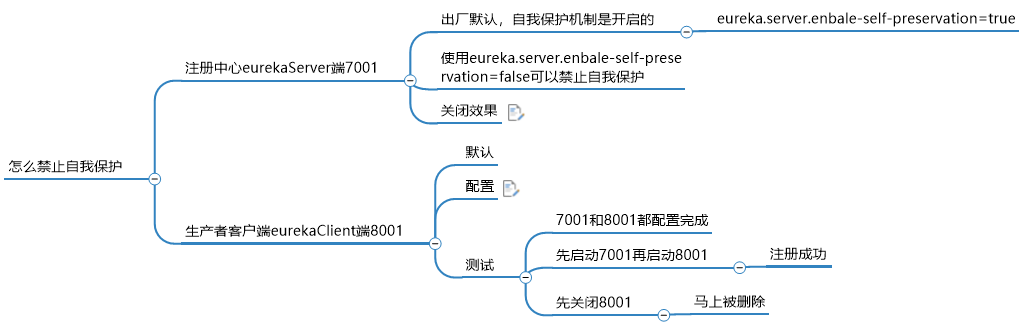 怎么禁止自我保护
注册中心eurekaServer端7001
出厂默认，自我保护机制是开启的
eureka.server.enbale-self-preservation=true
使用eureka.server.enbale-self-prese
rvation=false可以禁止自我保护
关闭效果
生产者客户端eurekaClient端8001
默认
配置
测试
7001和8001都配置完成
先启动7001再启动8001
注册成功
先关闭8001
马上被删除